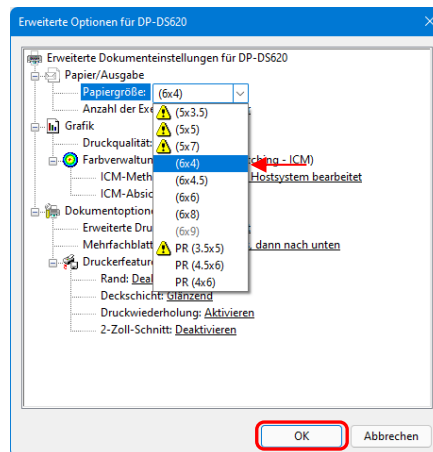 Erweiterte Optionen für DP-DS620
Erweiterte Dokumenteinstellungen für DP-DS620
Papier/Ausgabe
Papiergröße: (6x4)
Anzahl der Exe
(5x3.5)
(5x5)
Grafik
Druckqualität:
(5x7)
Farbverwaltun (6x4) ching - ICM)
ICM-Meth (6x4.5) Hostsystem bearbeitet
ICM-Absic (6x6)
Dokumentoptione (6x8)
Erweiterte Dru (6x9)
Mehrfachblatt PR (3.5x5) , dann nach unten
Druckerfeature PR (4.5x6)
Rand: Deal PR (4x6)
Deckschicht: Glänzend
Druckwiederholung: Aktivieren
2-Zoll-Schnitt: Deaktivieren
OK Abbrechen